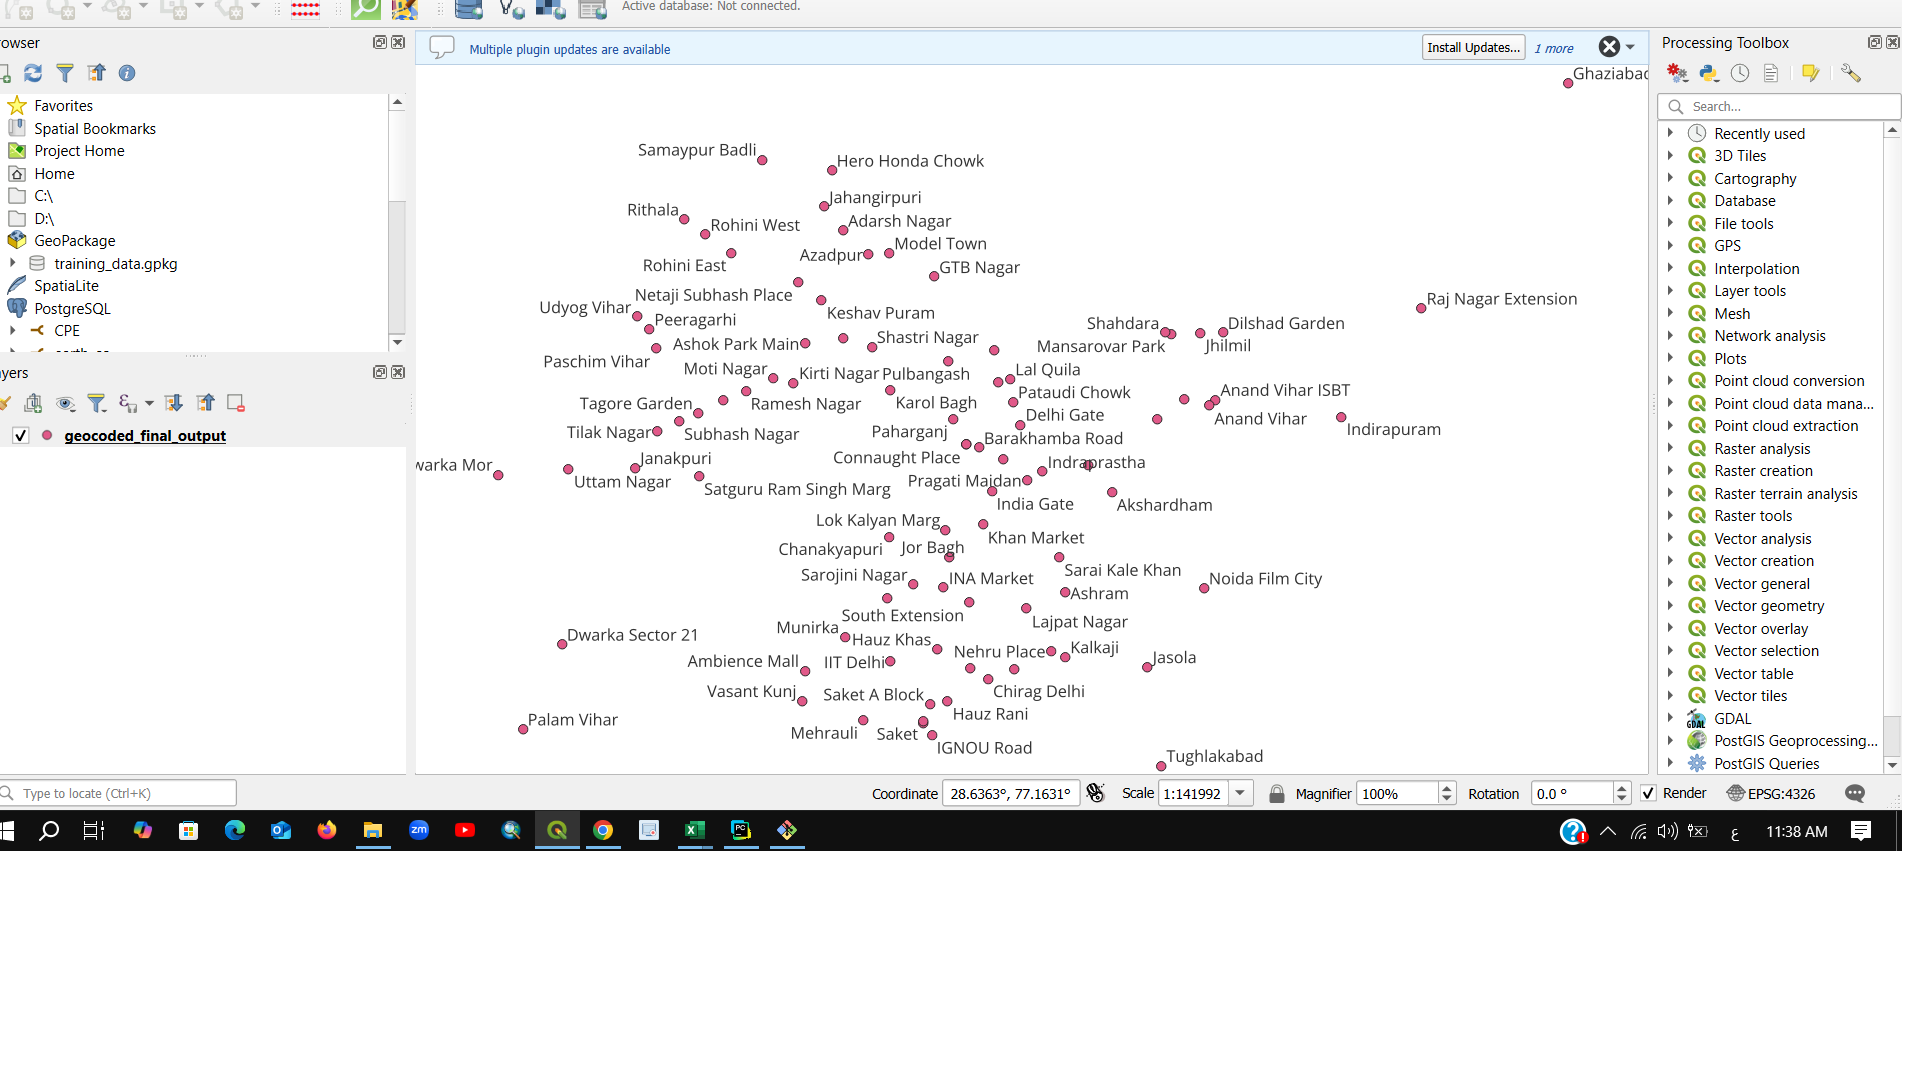 Active database: Not connected.
rowser
Multiple plugin updates are available
Install Updates...
1 more
Processing Toolbox
Search...
Favorites
Spatial Bookmarks
Project Home
Home
C:\
D:\
GeoPackage
training_data.gpkg
SpatiaLite
PostgreSQL
CPE
ayers
geocoded_final_output
Type to locate (Ctrl+K)
Ghaziabad
Samaypur Badli
Hero Honda Chowk
Jahangirpuri
Rithala
Rohini West
Adarsh Nagar
Azadpur
Model Town
Rohini East
GTB Nagar
Netaji Subhash Place
Udyog Vihar
Raj Nagar Extension
Peeragarhi
Keshav Puram
Shahdara
Dilshad Garden
Ashok Park Main
Shastri Nagar
Mansarovar Park
Jhilmil
Paschim Vihar
Moti Nagar
Kirti Nagar
Pulbangash
Lal Quila
Tagore Garden
Ramesh Nagar
Karol Bagh
Pataudi Chowk
Anand Vihar ISBT
Delhi Gate
Anand Vihar
Tilak Nagar
Subhash Nagar
Paharganj
Barakhamba Road
Indirapuram
warka Mor
Janakpuri
Connaught Place
Indraprastha
Uttam Nagar
Satguru Ram Singh Marg
Pragati Maidan
India Gate
Akshardham
Lok Kalyan Marg
Khan Market
Chanakyapuri
Jor Bagh
Sarojini Nagar
INA Market
Sarai Kale Khan
Noida Film City
Ashram
South Extension
Lajpat Nagar
Dwarka Sector 21
Munirka
Hauz Khas
Nehru Place
Kalkaji
Ambience Mall
IIT Delhi
Jasola
Vasant Kunj
Saket A Block
Chirag Delhi
Palam Vihar
Hauz Rani
Mehrauli
Saket
IGNOU Road
Tughlakabad
Recently used
3D Tiles
Cartography
Database
File tools
GPS
Interpolation
Layer tools
Mesh
Network analysis
Plots
Point cloud conversion
Point cloud data mana...
Point cloud extraction
Raster analysis
Raster creation
Raster terrain analysis
Raster tools
Vector analysis
Vector creation
Vector general
Vector geometry
Vector overlay
Vector selection
Vector table
Vector tiles
GDAL
PostGIS Geoprocessing...
PostGIS Queries
Coordinate 28.6363°, 77.1631° Scale 1:141992 Magnifier 100% Rotation 0.0 ° Render EPSG:4326
zm
PC
ع
11:38 AM